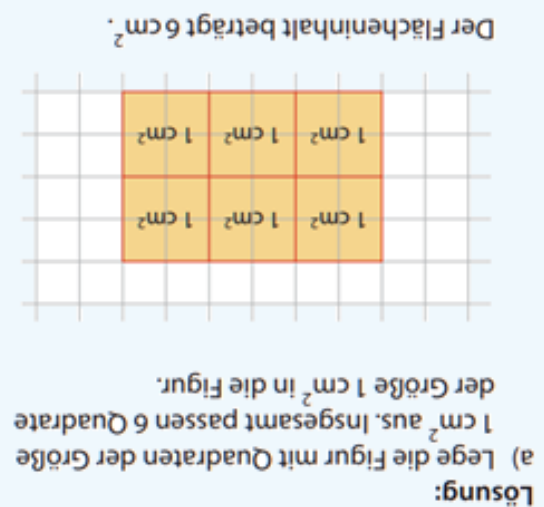 Lösung:
a) Lege die Figur mit Quadraten der Größe
1 cm² aus. Insgesamt passen 6 Quadrate
der Größe 1 cm² in die Figur.
1 cm² 1 cm² 1 cm²
1 cm² 1 cm² 1 cm²
Der Flächeninhalt beträgt 6 cm².